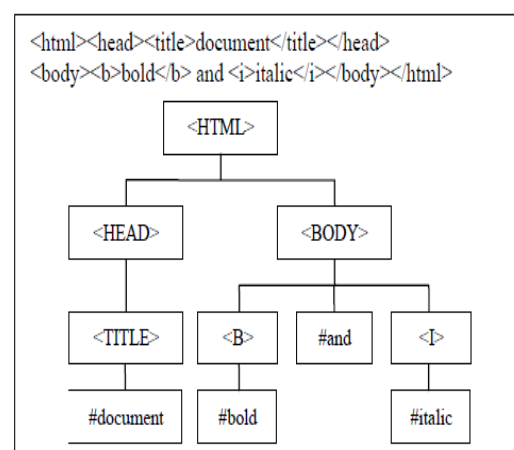 <html><head><title>document</title></head>
<body><b>bold</b> and <i>italic</i></body></html>
<HTML>
<HEAD>
<BODY>
<TITLE>
<B>
#and
<I>
#document
#bold
#italic